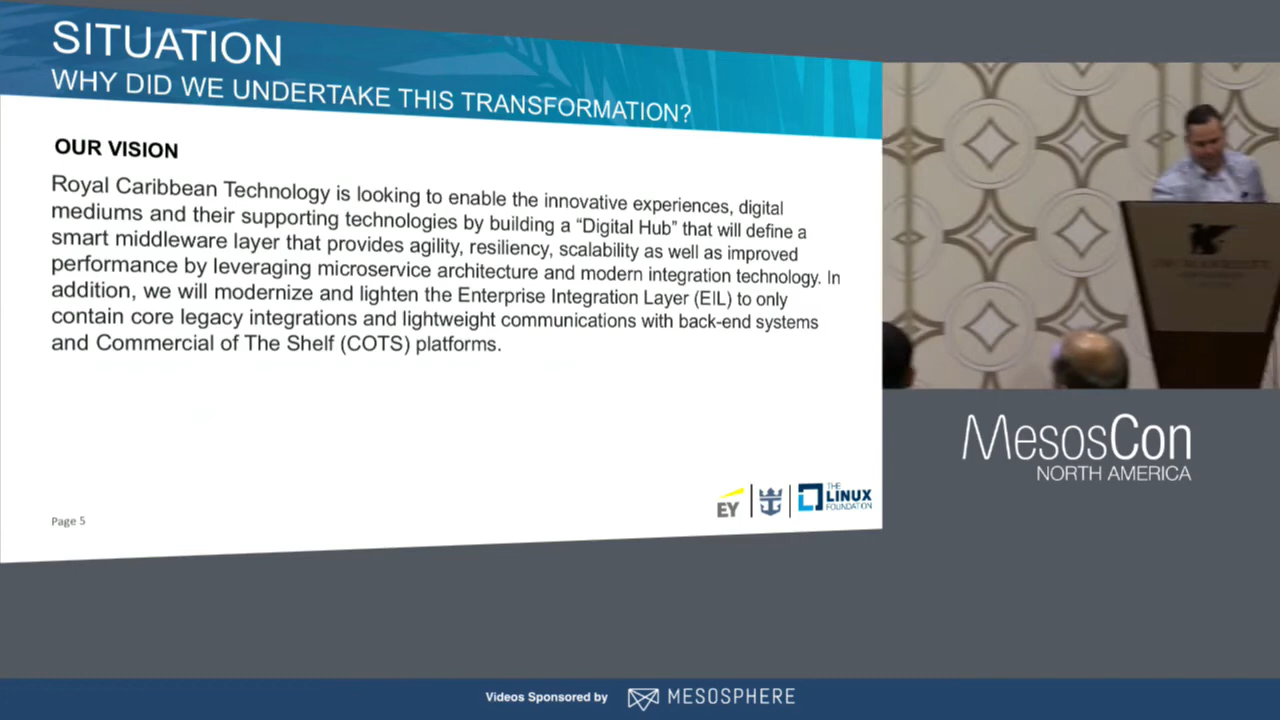 SITUATION
WHY DID WE UNDERTAKE THIS TRANSFORMATION?
OUR VISION
Royal Caribbean Technology is looking to enable the innovative experiences, digital
mediums and their supporting technologies by building a “Digital Hub” that will define a
smart middleware layer that provides agility, resiliency, scalability as well as improved
performance by leveraging microservice architecture and modern integration technology. In
addition, we will modernize and lighten the Enterprise Integration Layer (EIL) to only
contain core legacy integrations and lightweight communications with back-end systems
and Commercial of The Shelf (COTS) platforms.
Page 5
EY
THE
LINUX
FOUNDATION
MesosCon
NORTH AMERICA
Videos Sponsored by
MESOSPHERE